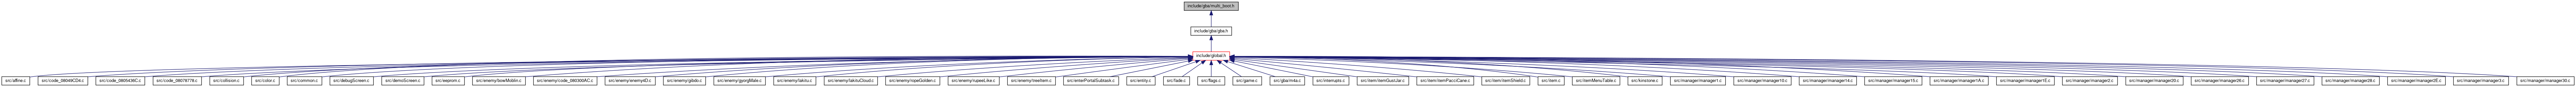 include/gba/multi_boot.h
include/gba/gba.h
include/global.h
src/affine.c
src/code_08049CD4.c
src/code_0805436C.c
src/code_08078778.c
src/collision.c
src/color.c
src/common.c
src/debugScreen.c
src/demoScreen.c
src/eeprom.c
src/enemy/bowMoblin.c
src/enemy/code_080300AC.c
src/enemy/enemy4D.c
src/enemy/gibdo.c
src/enemy/gyorgMale.c
src/enemy/lakitu.c
src/enemy/lakituCloud.c
src/enemy/ropeGolden.c
src/enemy/rupeeLike.c
src/enemy/treeItem.c
src/enterPortalSubtask.c
src/entity.c
src/fade.c
src/flags.c
src/game.c
src/gba/m4a.c
src/interrupts.c
src/item/itemGustJar.c
src/item/itemPacciCane.c
src/item/itemShield.c
src/item.c
src/itemMenuTable.c
src/kinstone.c
src/manager/manager1.c
src/manager/manager10.c
src/manager/manager14.c
src/manager/manager15.c
src/manager/manager1A.c
src/manager/manager1E.c
src/manager/manager2.c
src/manager/manager20.c
src/manager/manager26.c
src/manager/manager27.c
src/manager/manager28.c
src/manager/manager2E.c
src/manager/manager3.c
src/manager/manager30.c